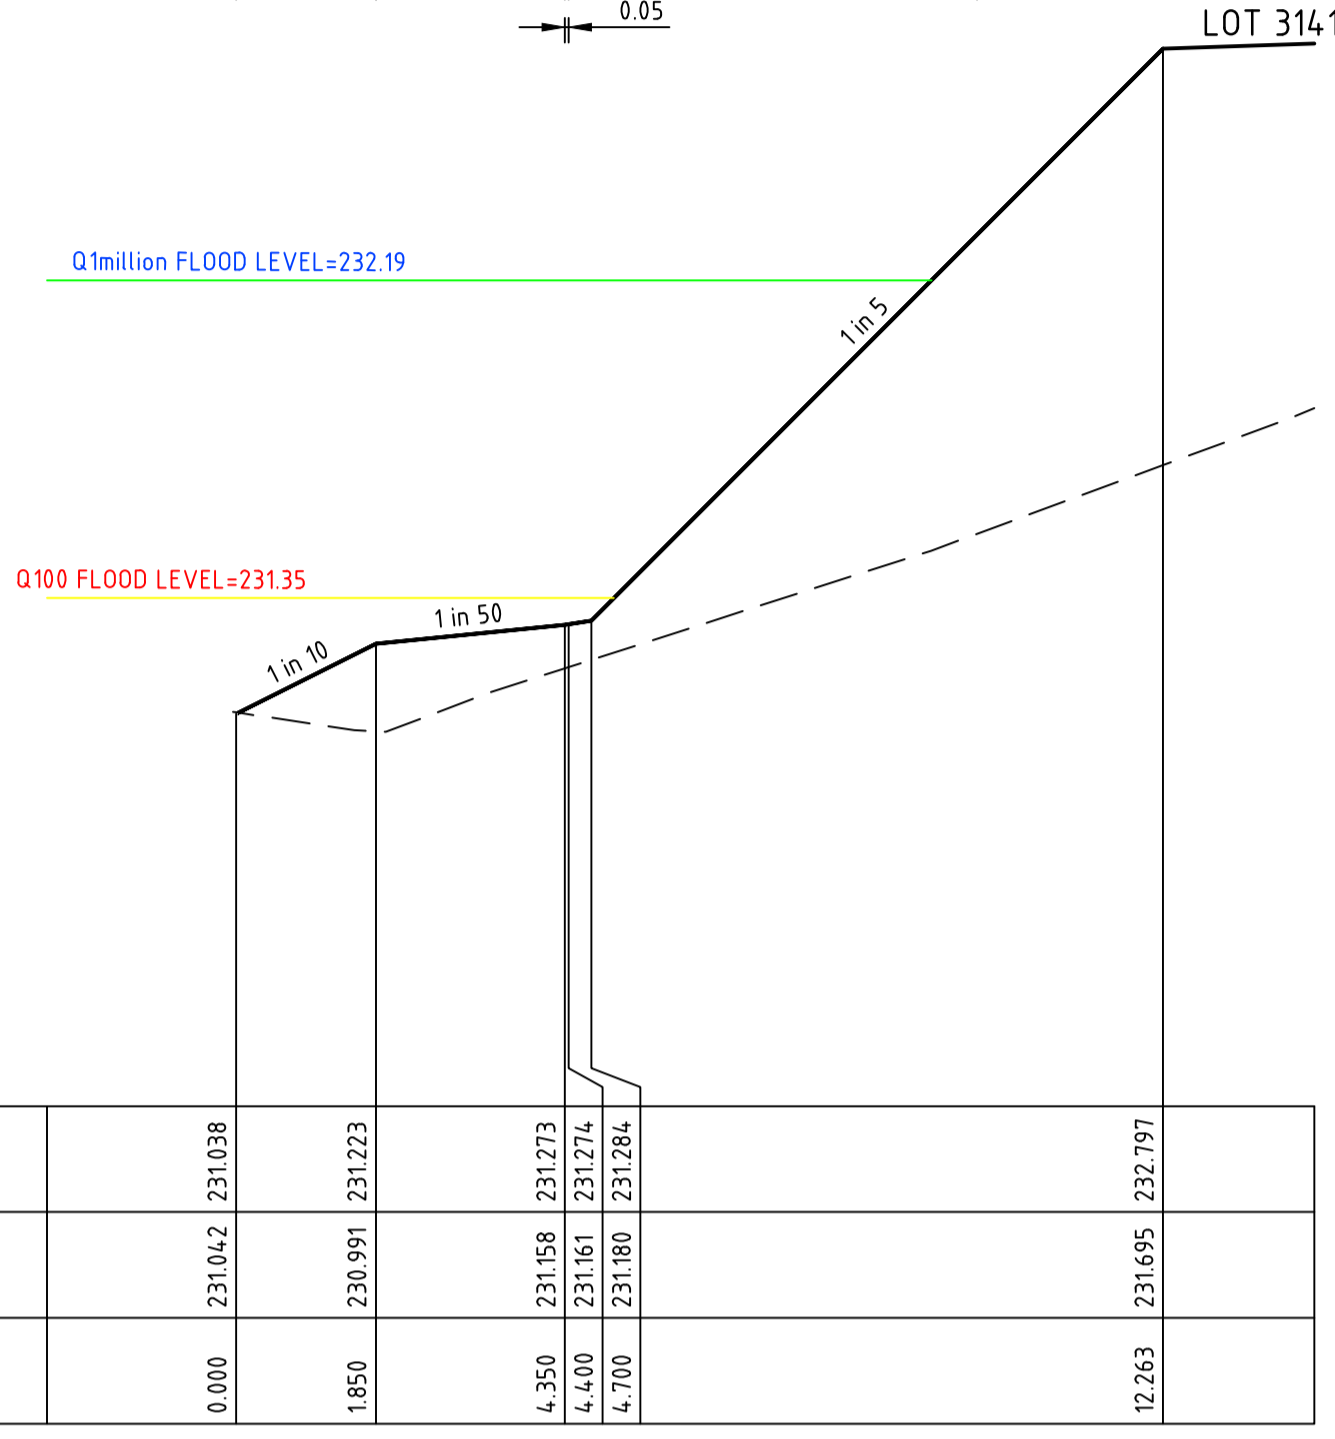 0.05
LOT 3141
Q1million FLOOD LEVEL=232.19
1 in 5
Q100 FLOOD LEVEL=231.35
1 in 50
1 in 10
231.038 231.223 231.273 231.274 231.284 232.797
231.042 230.991 231.158 231.161 231.180 231.695
0.000 1.850 4.350 4.400 4.700 12.263